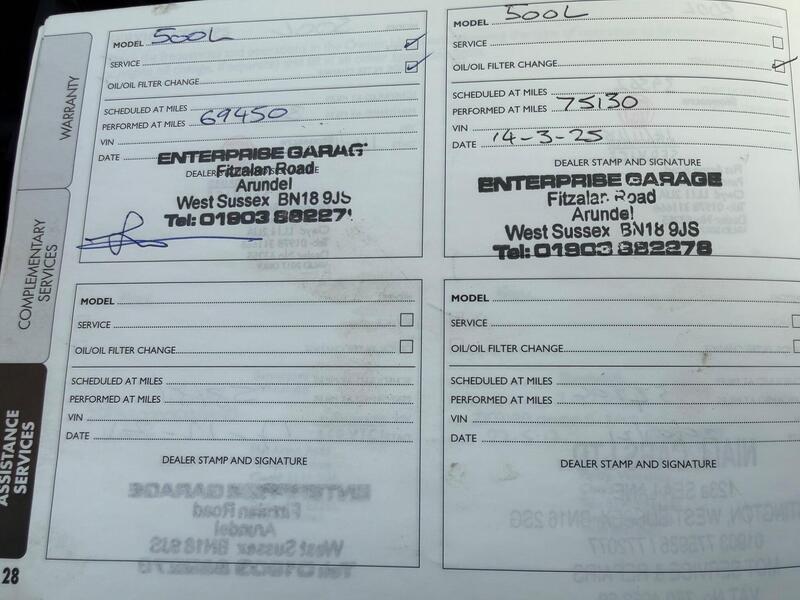 WARRANTY
COMPLEMENTARY
SERVICES
ASSISTANCE
SERVICES
28
MODEL 500L
SERVICE
OIL/OIL FILTER CHANGE
SCHEDULED AT MILES
PERFORMED AT MILES 69450
VIN
DATE
DEALER STAMP AND SIGNATURE
ENTERPRISE GARAG
Fitzalan Road
Arundel
West Sussex BN18 9JS
Tel: 01903 882271
MODEL 500L
SERVICE
OIL/OIL FILTER CHANGE
SCHEDULED AT MILES
PERFORMED AT MILES 75130
VIN
DATE 14-3-25
DEALER STAMP AND SIGNATURE
ENTERPRISE GARAGE
Fitzalan Road
Arundel
West Sussex BN18 9JS
Tel: 01903 882278
MODEL
SERVICE
OIL/OIL FILTER CHANGE
SCHEDULED AT MILES
PERFORMED AT MILES
VIN
DATE
DEALER STAMP AND SIGNATURE
MODEL
SERVICE
OIL/OIL FILTER CHANGE
SCHEDULED AT MILES
PERFORMED AT MILES
VIN
DATE
DEALER STAMP AND SIGNATURE